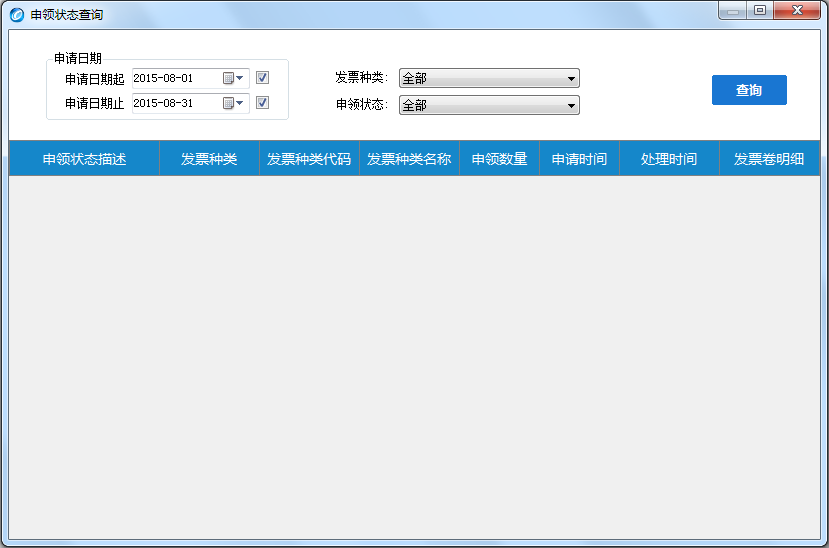 申领状态查询
申请日期
申请日期起 2015-08-01
发票种类： 全部
申请日期止 2015-08-31
申领状态： 全部
查询
申领状态描述 发票种类 发票种类代码 发票种类名称 申领数量 申请时间 处理时间 发票卷明细